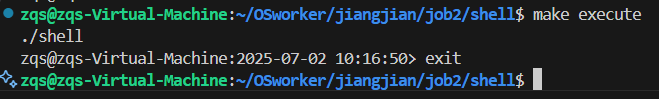 zqs@zqs-Virtual-Machine:~/OSworker/jiangjian/job2/shell$ make execute
./shell
zqs@zqs-Virtual-Machine:2025-07-02 10:16:50> exit
zqs@zqs-Virtual-Machine:~/OSworker/jiangjian/job2/shell$